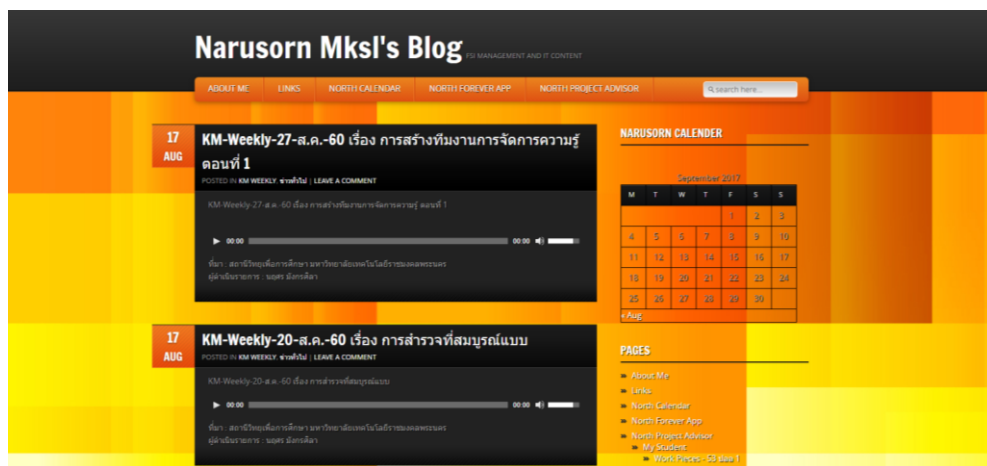 Narusorn Mksl's Blog
FSI MANAGEMENT AND IT CONTENT
ABOUT ME LINKS NORTH CALENDAR NORTH FOREVER APP NORTH PROJECT ADVISOR search here...
17 AUG
KM-Weekly-27-ส.ค.-60 เรื่อง การสร้างทีมงานการจัดการความรู้
ตอนที่ 1
POSTED IN KM WEEKLY, ข่าวทั่วไป | LEAVE A COMMENT
KM-Weekly-27-ส.ค.-60 เรื่อง การสร้างทีมงานการจัดการความรู้ ตอนที่ 1
00:00 00:00
ที่มา : สถานีวิทยุเพื่อการศึกษา มหาวิทยาลัยเทคโนโลยีราชมงคลพระนคร
ผู้ดำเนินรายการ : นฤศร มังกรศิลา
17 AUG
KM-Weekly-20-ส.ค.-60 เรื่อง การสำรวจที่สมบูรณ์แบบ
POSTED IN KM WEEKLY, ข่าวทั่วไป | LEAVE A COMMENT
KM-Weekly-20-ส.ค.-60 เรื่อง การสำรวจที่สมบูรณ์แบบ
00:00 00:00
ที่มา : สถานีวิทยุเพื่อการศึกษา มหาวิทยาลัยเทคโนโลยีราชมงคลพระนคร
ผู้ดำเนินรายการ : นฤศร มังกรศิลา
NARUSORN CALENDER
September 2017
M T W T F S S
1 2 3
4 5 6 7 8 9 10
11 12 13 14 15 16 17
18 19 20 21 22 23 24
25 26 27 28 29 30
« Aug
PAGES
About Me
Links
North Calendar
North Forever App
North Project Advisor
My Student
Work Pieces - S3 ตอน 1